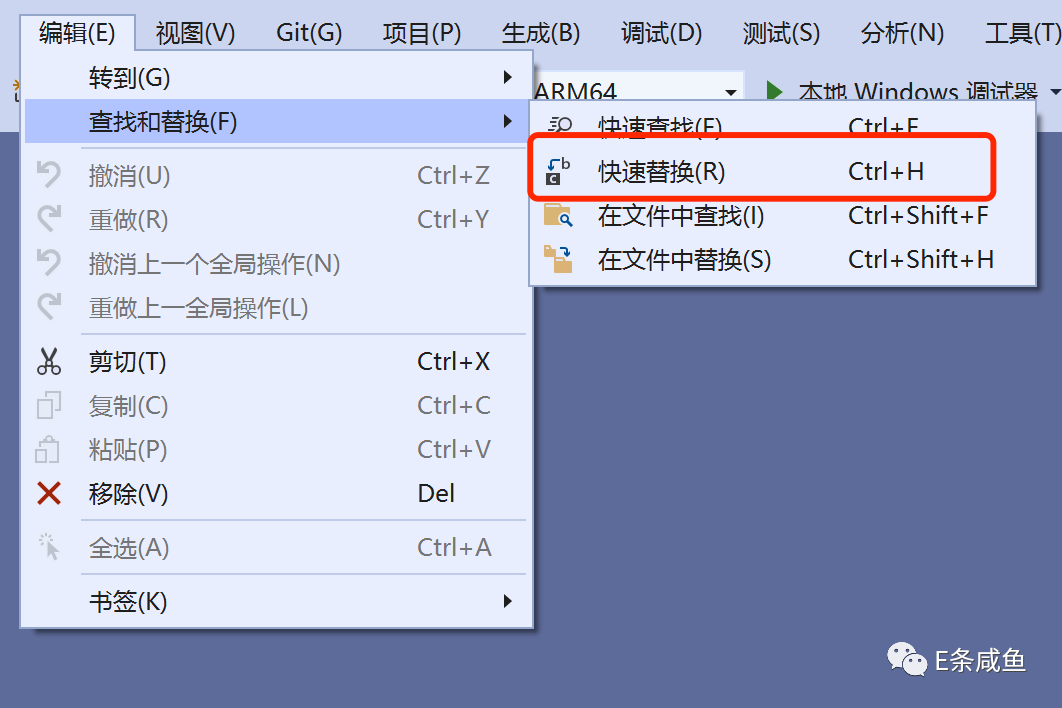 编辑(E) 视图(V) Git(G) 项目(P) 生成(B) 调试(D) 测试(S) 分析(N) 工具(T)
ARM64 本地 Windows 调试器
转到(G)
查找和替换(F)
撤消(U) Ctrl+Z
重做(R) Ctrl+Y
撤消上一个全局操作(N)
重做上一全局操作(L)
剪切(T) Ctrl+X
复制(C) Ctrl+C
粘贴(P) Ctrl+V
移除(V) Del
全选(A) Ctrl+A
书签(K)
快速查找(F) Ctrl+F
快速替换(R) Ctrl+H
在文件中查找(I) Ctrl+Shift+F
在文件中替换(S) Ctrl+Shift+H
E条咸鱼